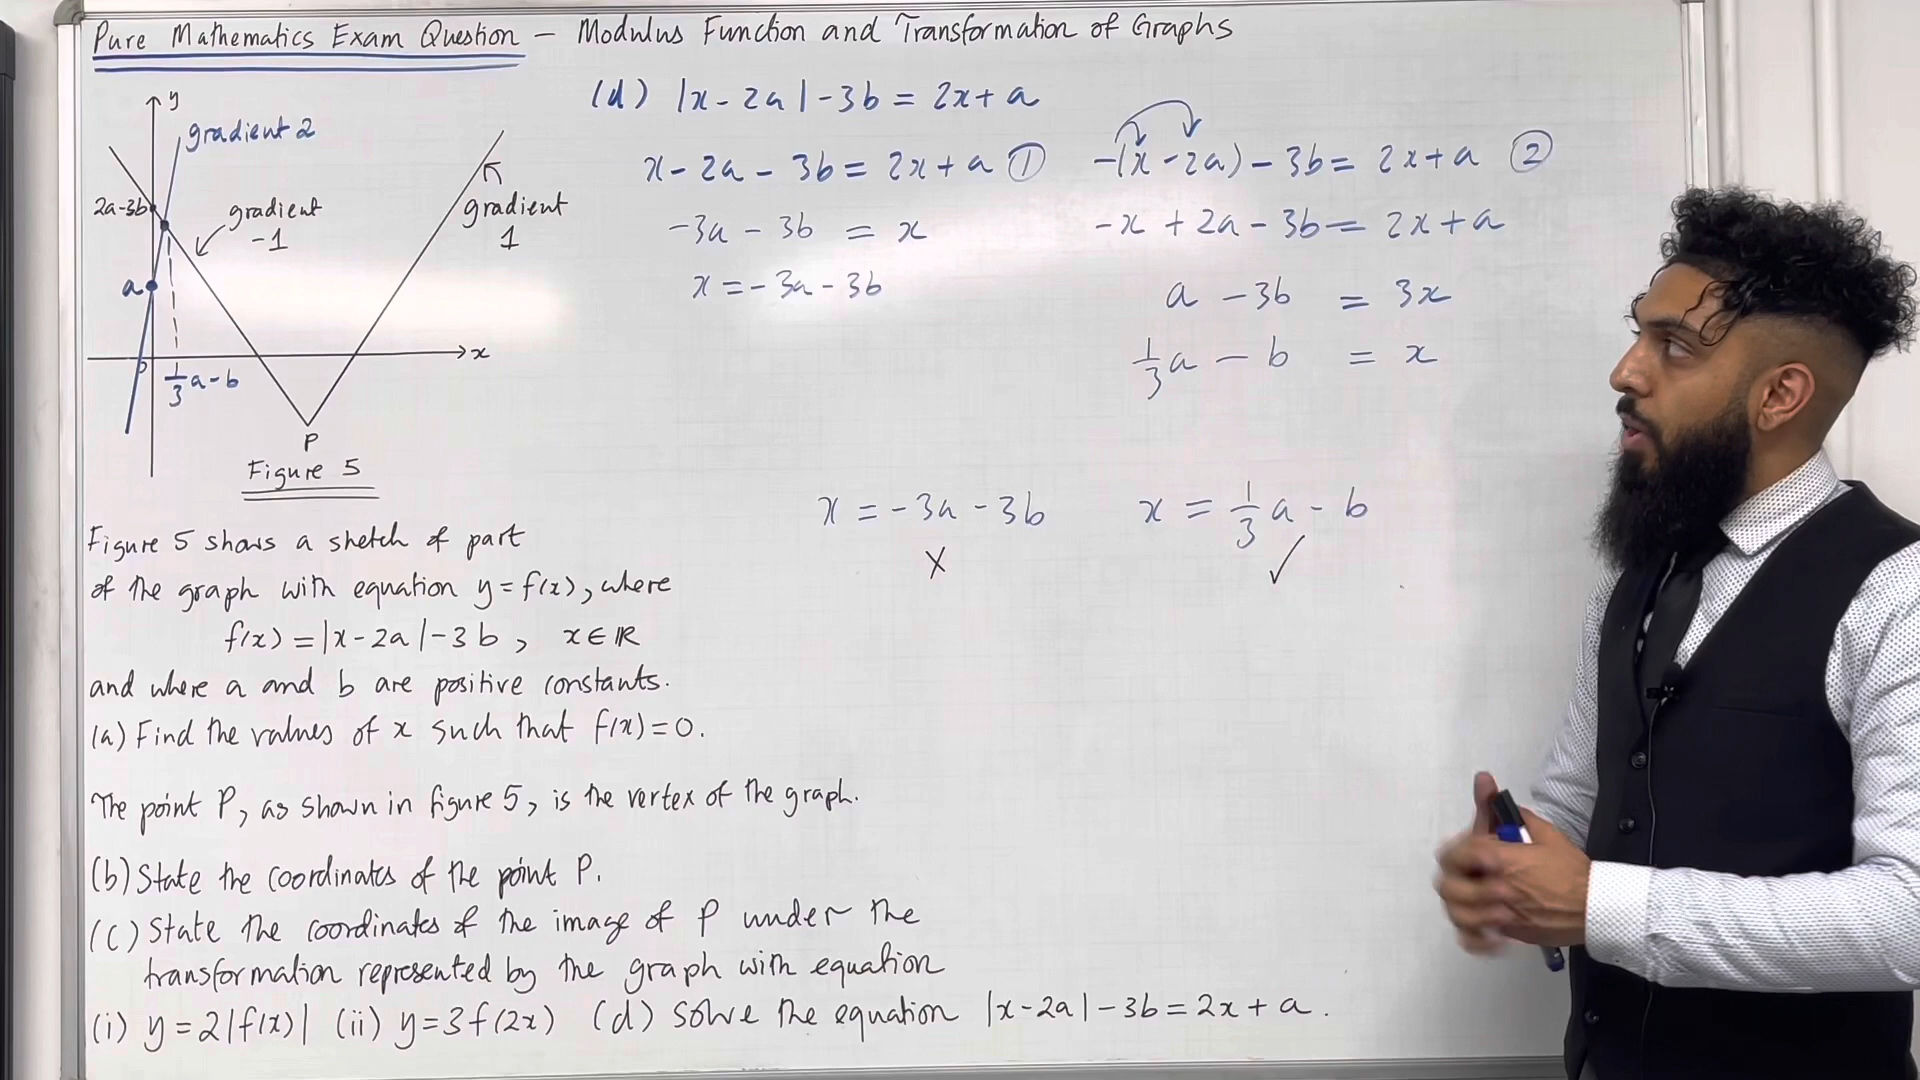 Pure Mathematics Exam Question – Modulus Function and Transformation of Graphs
y
gradient 2
2a-3b
gradient
-1
gradient
1
a
x
1/3 a-b
P
Figure 5
Figure 5 shows a sketch of part
of the graph with equation y=f(x), where
f(x) = |x-2a|-3b, x∈ℝ
and where a and b are positive constants.
(a) Find the values of x such that f(x)=0.
The point P, as shown in figure 5, is the vertex of the graph.
(b) State the coordinates of the point P.
(c) State the coordinates of the image of P under the
transformation represented by the graph with equation
(i) y=2|f(x)| (ii) y=3f(2x) (d) Solve the equation |x-2a|-3b=2x+a.
(d) |x-2a|-3b=2x+a
x-2a-3b=2x+a ①
-3a-3b = x
x=-3a-3b
-(x-2a)-3b=2x+a ②
-x+2a-3b=2x+a
a-3b = 3x
1/3 a-b = x
x=-3a-3b
x
x=1/3 a-b
✓